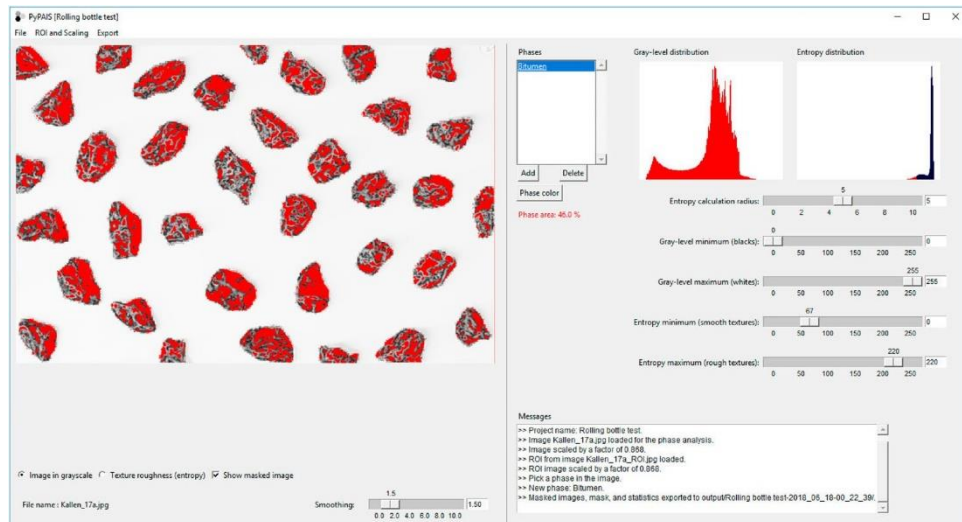 PyPAIS [Rolling bottle test]
File ROI and Scaling Export
Phases
Bitumen
Add Delete
Phase color
Phase area: 46.0 %
Gray-level distribution
Entropy distribution
5
Entropy calculation radius: 5
0 2 4 6 8 10
0
Gray-level minimum (blacks): 0
0 50 100 150 200 250
255
Gray-level maximum (whites): 255
0 50 100 150 200 250
67
Entropy minimum (smooth textures): 0
0 50 100 150 200 250
220
Entropy maximum (rough textures): 220
0 50 100 150 200 250
Messages
>> Project name: Rolling bottle test.
>> Image Kallen_17a.jpg loaded for the phase analysis.
>> Image scaled by a factor of 0.868.
>> ROI from image Kallen_17a_ROI.jpg loaded.
>> ROI image scaled by a factor of 0.868.
>> Pick a phase in the image.
>> New phase: Bitumen.
>> Masked images, mask, and statistics exported to output/Rolling bottle test-2018_06_18-00_22_39/.
Image in grayscale Texture roughness (entropy) Show masked image
File name : Kallen_17a.jpg
Smoothing: 1.5 1.50
0.0 2.0 4.0 6.0 8.0 10.0